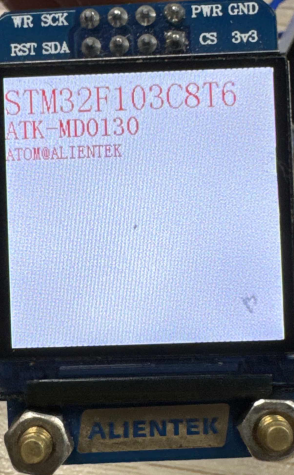 WR SCK PWR GND
RST SDA CS 3v3
STM32F103C8T6
ATK-MD0130
ATOM@ALIENTEK
ALIENTEK